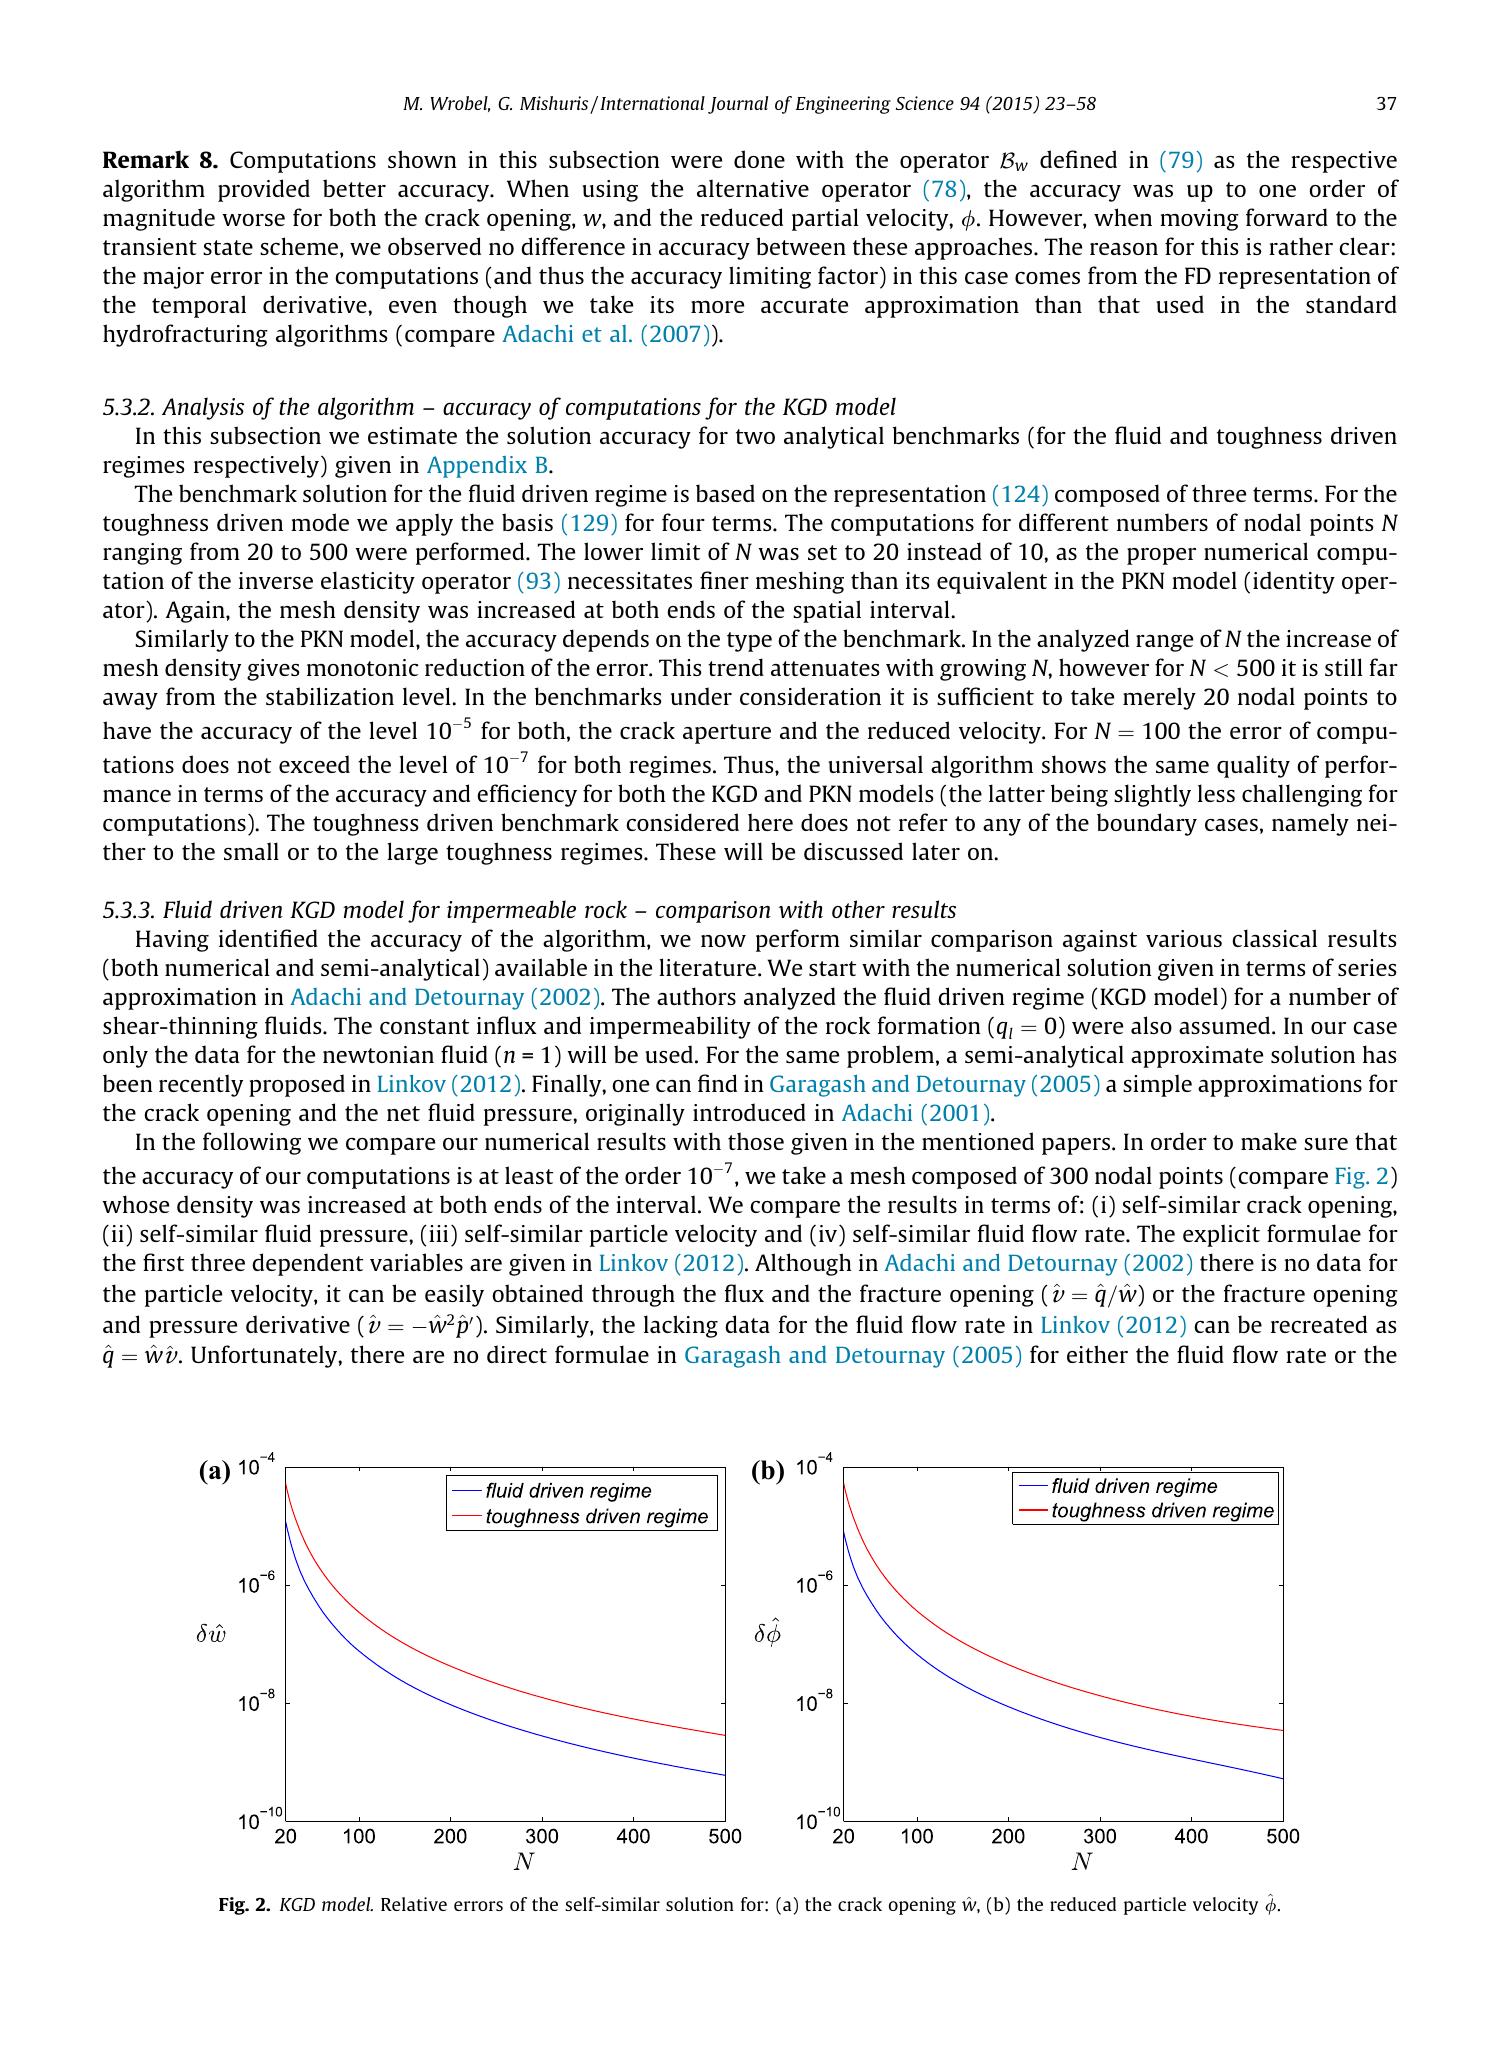 M. Wrobel, G. Mishuris / International Journal of Engineering Science 94 (2015) 23–58 37
Remark 8. Computations shown in this subsection were done with the operator ℬw defined in (79) as the respective
algorithm provided better accuracy. When using the alternative operator (78), the accuracy was up to one order of
magnitude worse for both the crack opening, w, and the reduced partial velocity, ϕ. However, when moving forward to the
transient state scheme, we observed no difference in accuracy between these approaches. The reason for this is rather clear:
the major error in the computations (and thus the accuracy limiting factor) in this case comes from the FD representation of
the temporal derivative, even though we take its more accurate approximation than that used in the standard
hydrofracturing algorithms (compare Adachi et al. (2007)).
5.3.2. Analysis of the algorithm – accuracy of computations for the KGD model
In this subsection we estimate the solution accuracy for two analytical benchmarks (for the fluid and toughness driven
regimes respectively) given in Appendix B.
The benchmark solution for the fluid driven regime is based on the representation (124) composed of three terms. For the
toughness driven mode we apply the basis (129) for four terms. The computations for different numbers of nodal points N
ranging from 20 to 500 were performed. The lower limit of N was set to 20 instead of 10, as the proper numerical compu-
tation of the inverse elasticity operator (93) necessitates finer meshing than its equivalent in the PKN model (identity oper-
ator). Again, the mesh density was increased at both ends of the spatial interval.
Similarly to the PKN model, the accuracy depends on the type of the benchmark. In the analyzed range of N the increase of
mesh density gives monotonic reduction of the error. This trend attenuates with growing N, however for N < 500 it is still far
away from the stabilization level. In the benchmarks under consideration it is sufficient to take merely 20 nodal points to
have the accuracy of the level 10⁻⁵ for both, the crack aperture and the reduced velocity. For N = 100 the error of compu-
tations does not exceed the level of 10⁻⁷ for both regimes. Thus, the universal algorithm shows the same quality of perfor-
mance in terms of the accuracy and efficiency for both the KGD and PKN models (the latter being slightly less challenging for
computations). The toughness driven benchmark considered here does not refer to any of the boundary cases, namely nei-
ther to the small or to the large toughness regimes. These will be discussed later on.
5.3.3. Fluid driven KGD model for impermeable rock – comparison with other results
Having identified the accuracy of the algorithm, we now perform similar comparison against various classical results
(both numerical and semi-analytical) available in the literature. We start with the numerical solution given in terms of series
approximation in Adachi and Detournay (2002). The authors analyzed the fluid driven regime (KGD model) for a number of
shear-thinning fluids. The constant influx and impermeability of the rock formation (qₗ = 0) were also assumed. In our case
only the data for the newtonian fluid (n = 1) will be used. For the same problem, a semi-analytical approximate solution has
been recently proposed in Linkov (2012). Finally, one can find in Garagash and Detournay (2005) a simple approximations for
the crack opening and the net fluid pressure, originally introduced in Adachi (2001).
In the following we compare our numerical results with those given in the mentioned papers. In order to make sure that
the accuracy of our computations is at least of the order 10⁻⁷, we take a mesh composed of 300 nodal points (compare Fig. 2)
whose density was increased at both ends of the interval. We compare the results in terms of: (i) self-similar crack opening,
(ii) self-similar fluid pressure, (iii) self-similar particle velocity and (iv) self-similar fluid flow rate. The explicit formulae for
the first three dependent variables are given in Linkov (2012). Although in Adachi and Detournay (2002) there is no data for
the particle velocity, it can be easily obtained through the flux and the fracture opening (v̂ = q̂/ŵ) or the fracture opening
and pressure derivative (v̂ = −ŵ²p̂′). Similarly, the lacking data for the fluid flow rate in Linkov (2012) can be recreated as
q̂ = ŵv̂. Unfortunately, there are no direct formulae in Garagash and Detournay (2005) for either the fluid flow rate or the
(a) 10⁻⁴
fluid driven regime
toughness driven regime
10⁻⁶
δŵ
10⁻⁸
10⁻¹⁰
20 100 200 300 400 500
N
(b) 10⁻⁴
fluid driven regime
toughness driven regime
10⁻⁶
δϕ̂
10⁻⁸
10⁻¹⁰
20 100 200 300 400 500
N
Fig. 2. KGD model. Relative errors of the self-similar solution for: (a) the crack opening ŵ, (b) the reduced particle velocity ϕ̂.